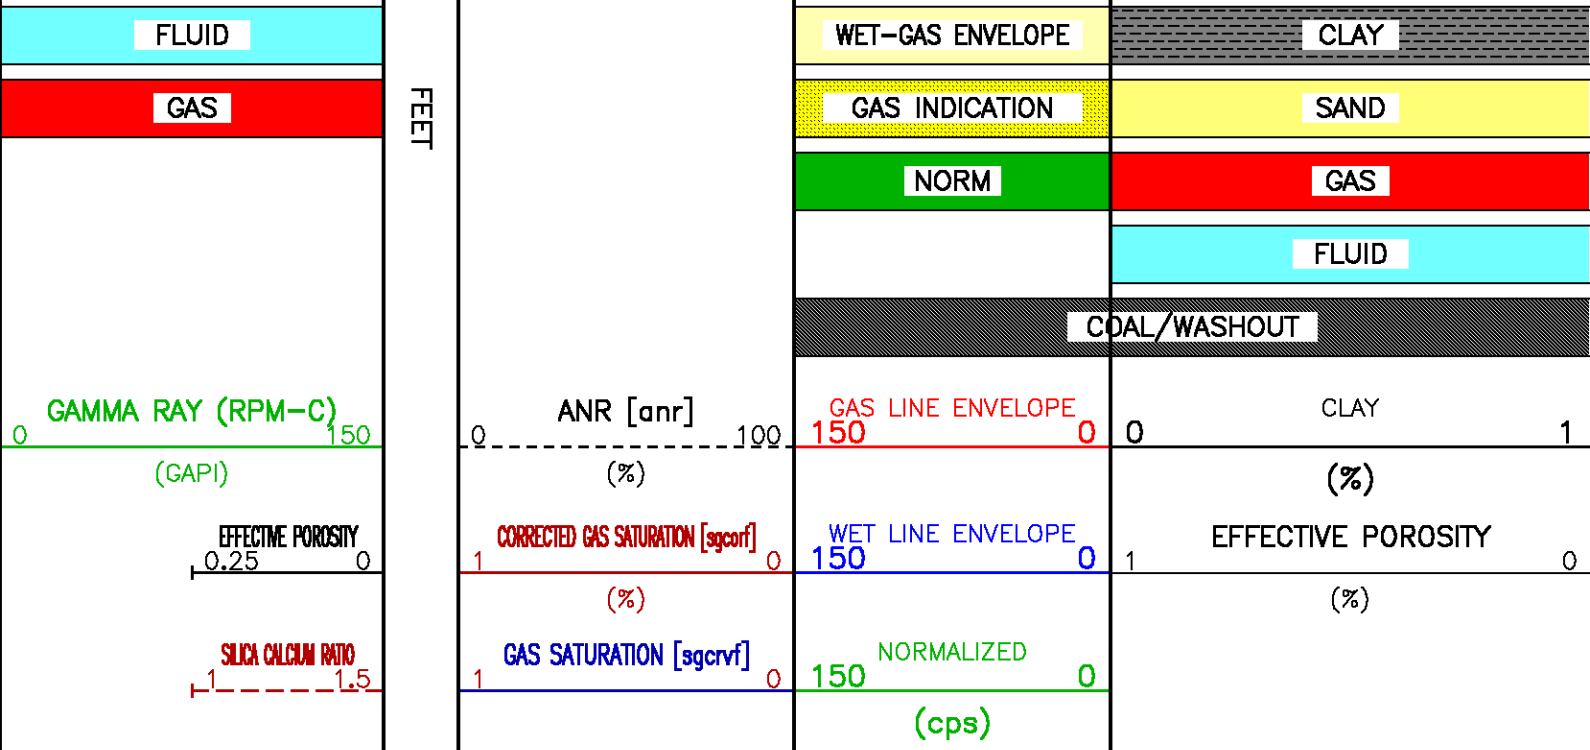 FLUID
GAS
GAMMA RAY (RPM-C)
0 150
(GAPI)
EFFECTIVE POROSITY
0.25 0
SILICA CALCIUM RATIO
1 1.5
FEET
ANR [anr]
0 100
(%)
CORRECTED GAS SATURATION [sgcorf]
1 0
(%)
GAS SATURATION [sgcrvf]
1 0
WET-GAS ENVELOPE
GAS INDICATION
NORM
COAL/WASHOUT
GAS LINE ENVELOPE
150 0
WET LINE ENVELOPE
150 0
NORMALIZED
150 0
(cps)
CLAY
SAND
GAS
FLUID
CLAY
0 1
(%)
EFFECTIVE POROSITY
1 0
(%)